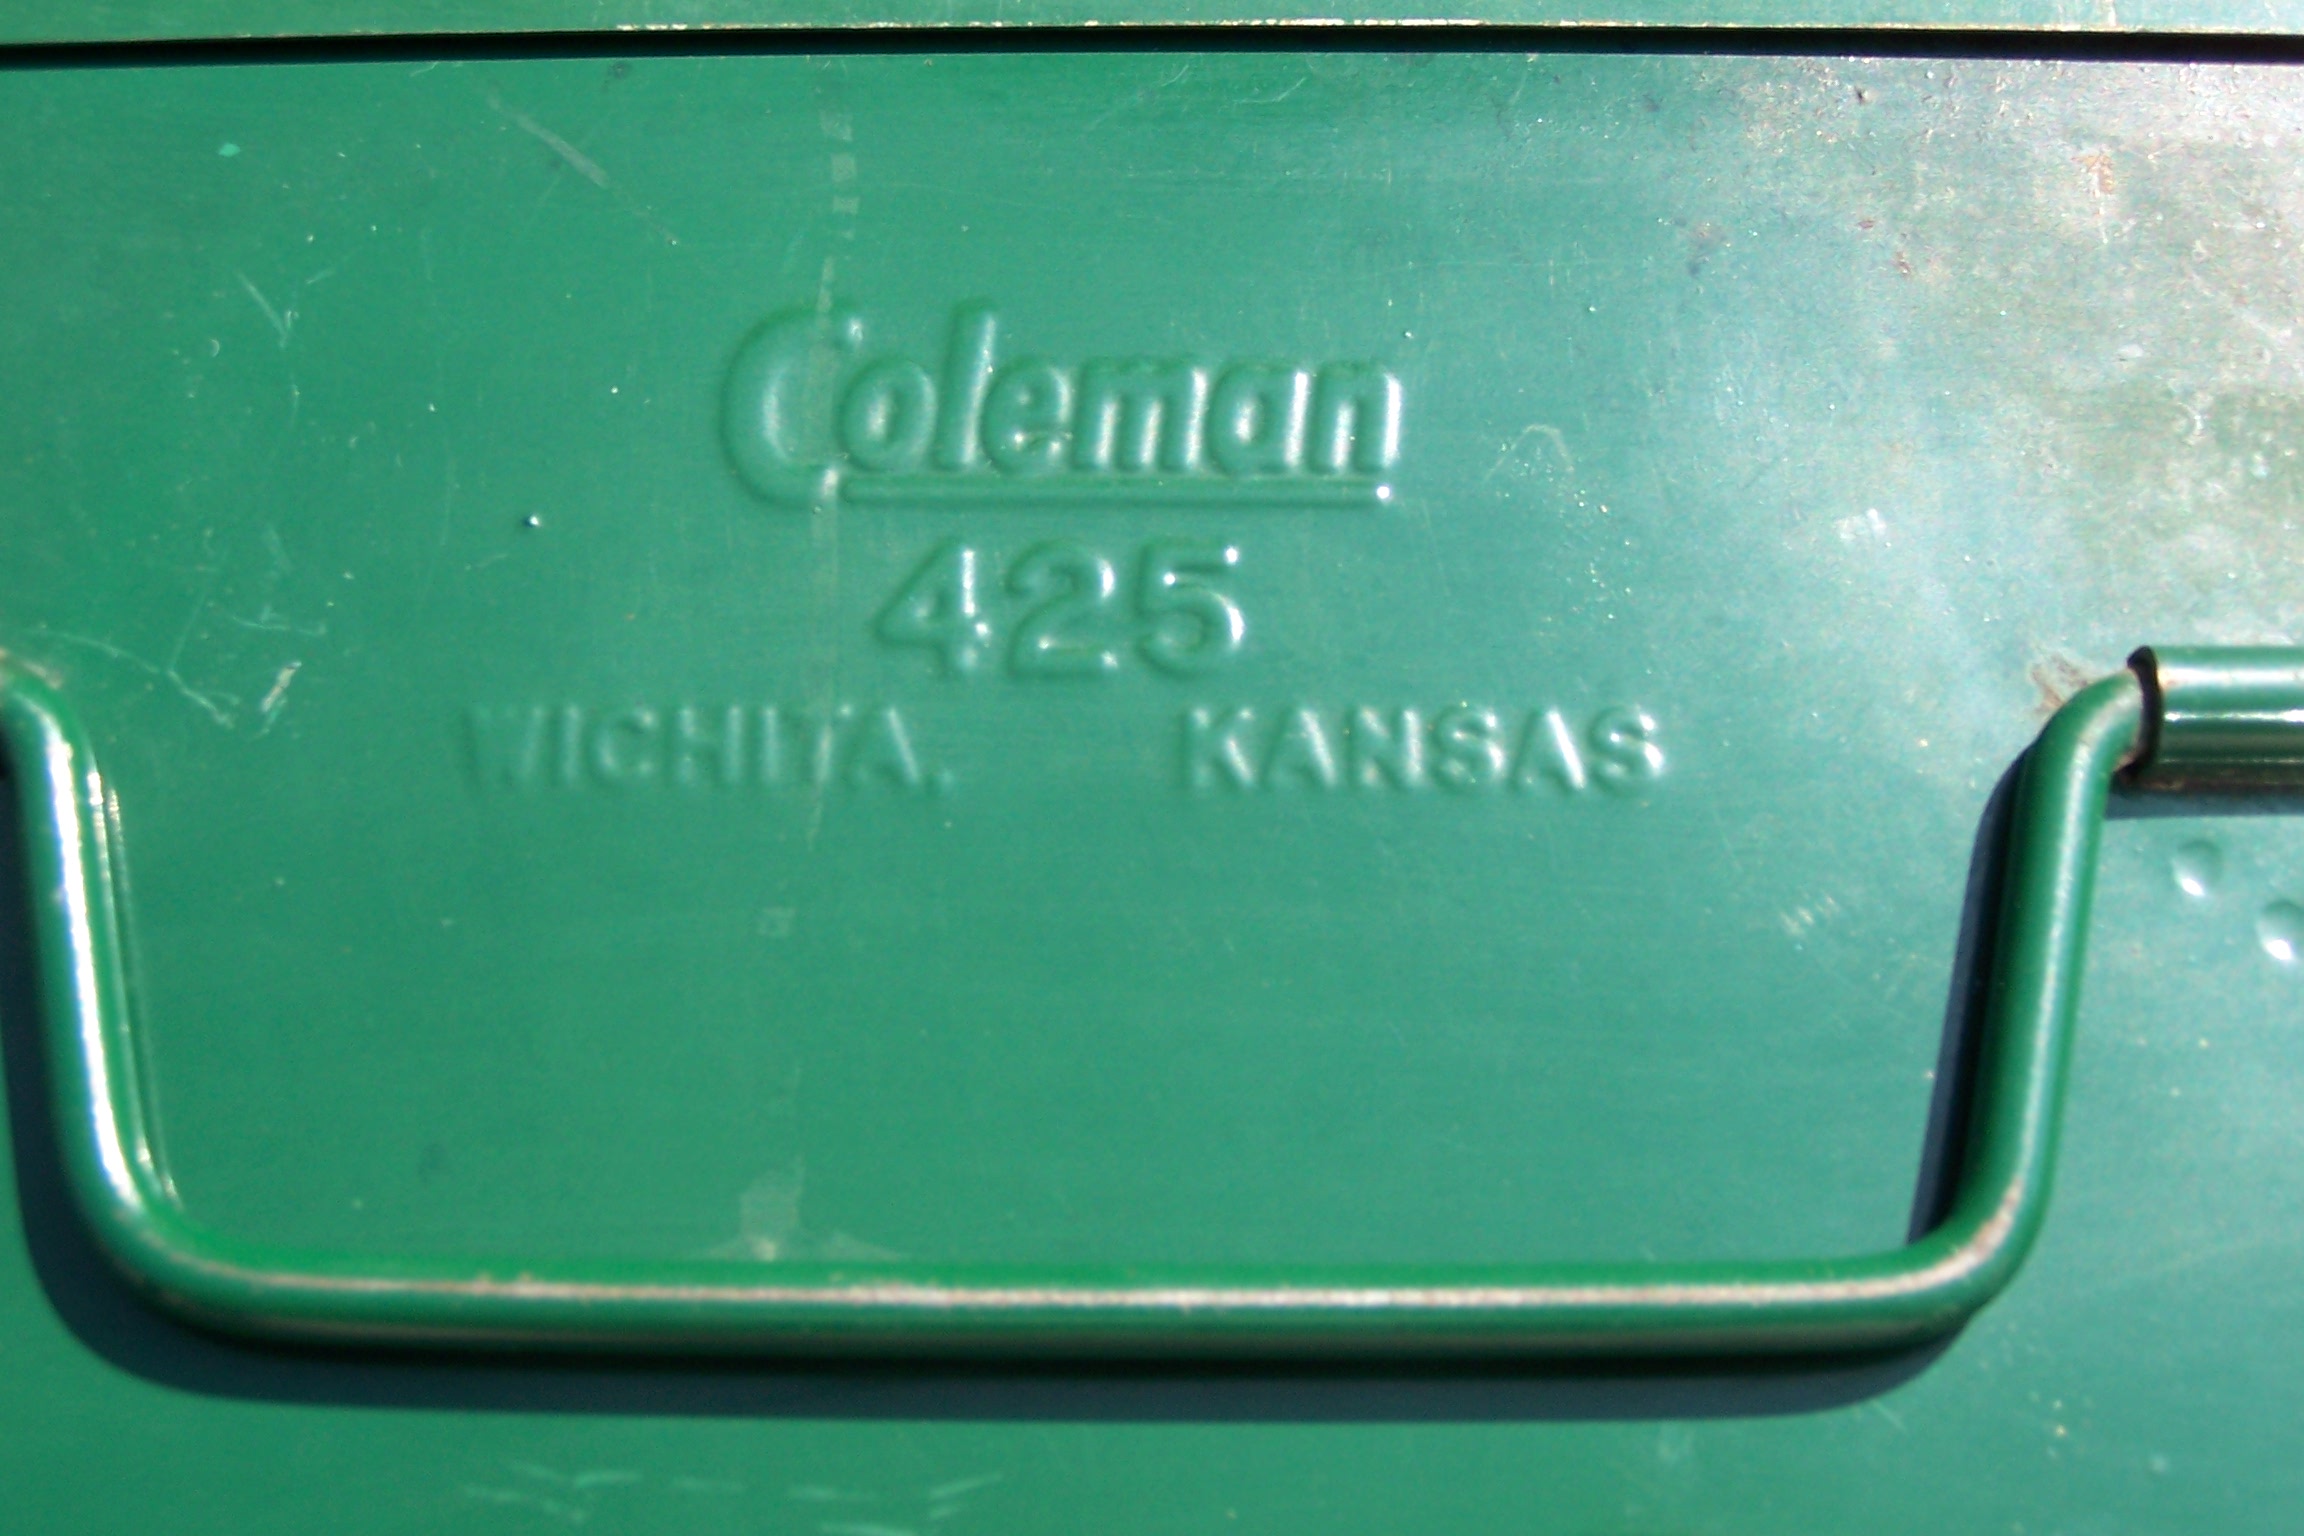 Coleman
425
WICHITA, KANSAS